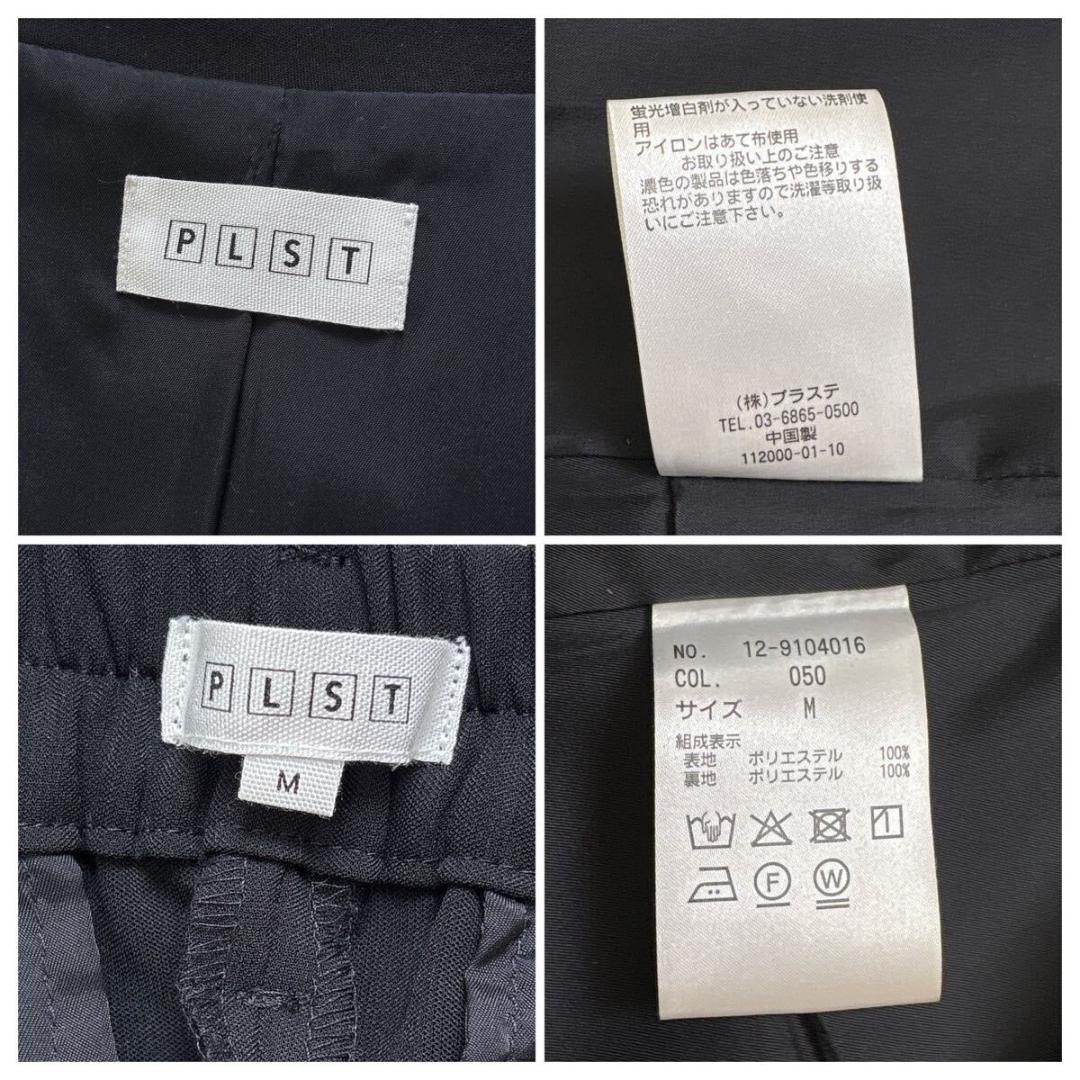 P L S T
蛍光増白剤が入っていない洗剤使
用
アイロンはあて布使用
お取り扱い上のご注意
濃色の製品は色落ちや色移りする
恐れがありますので洗濯等取り扱
いにご注意下さい。
(株)プラステ
TEL.03-6865-0500
中国製
112000-01-10
P L S T
M
NO. 12-9104016
COL. 050
サイズ M
組成表示
表地 ポリエステル 100%
裏地 ポリエステル 100%
F W